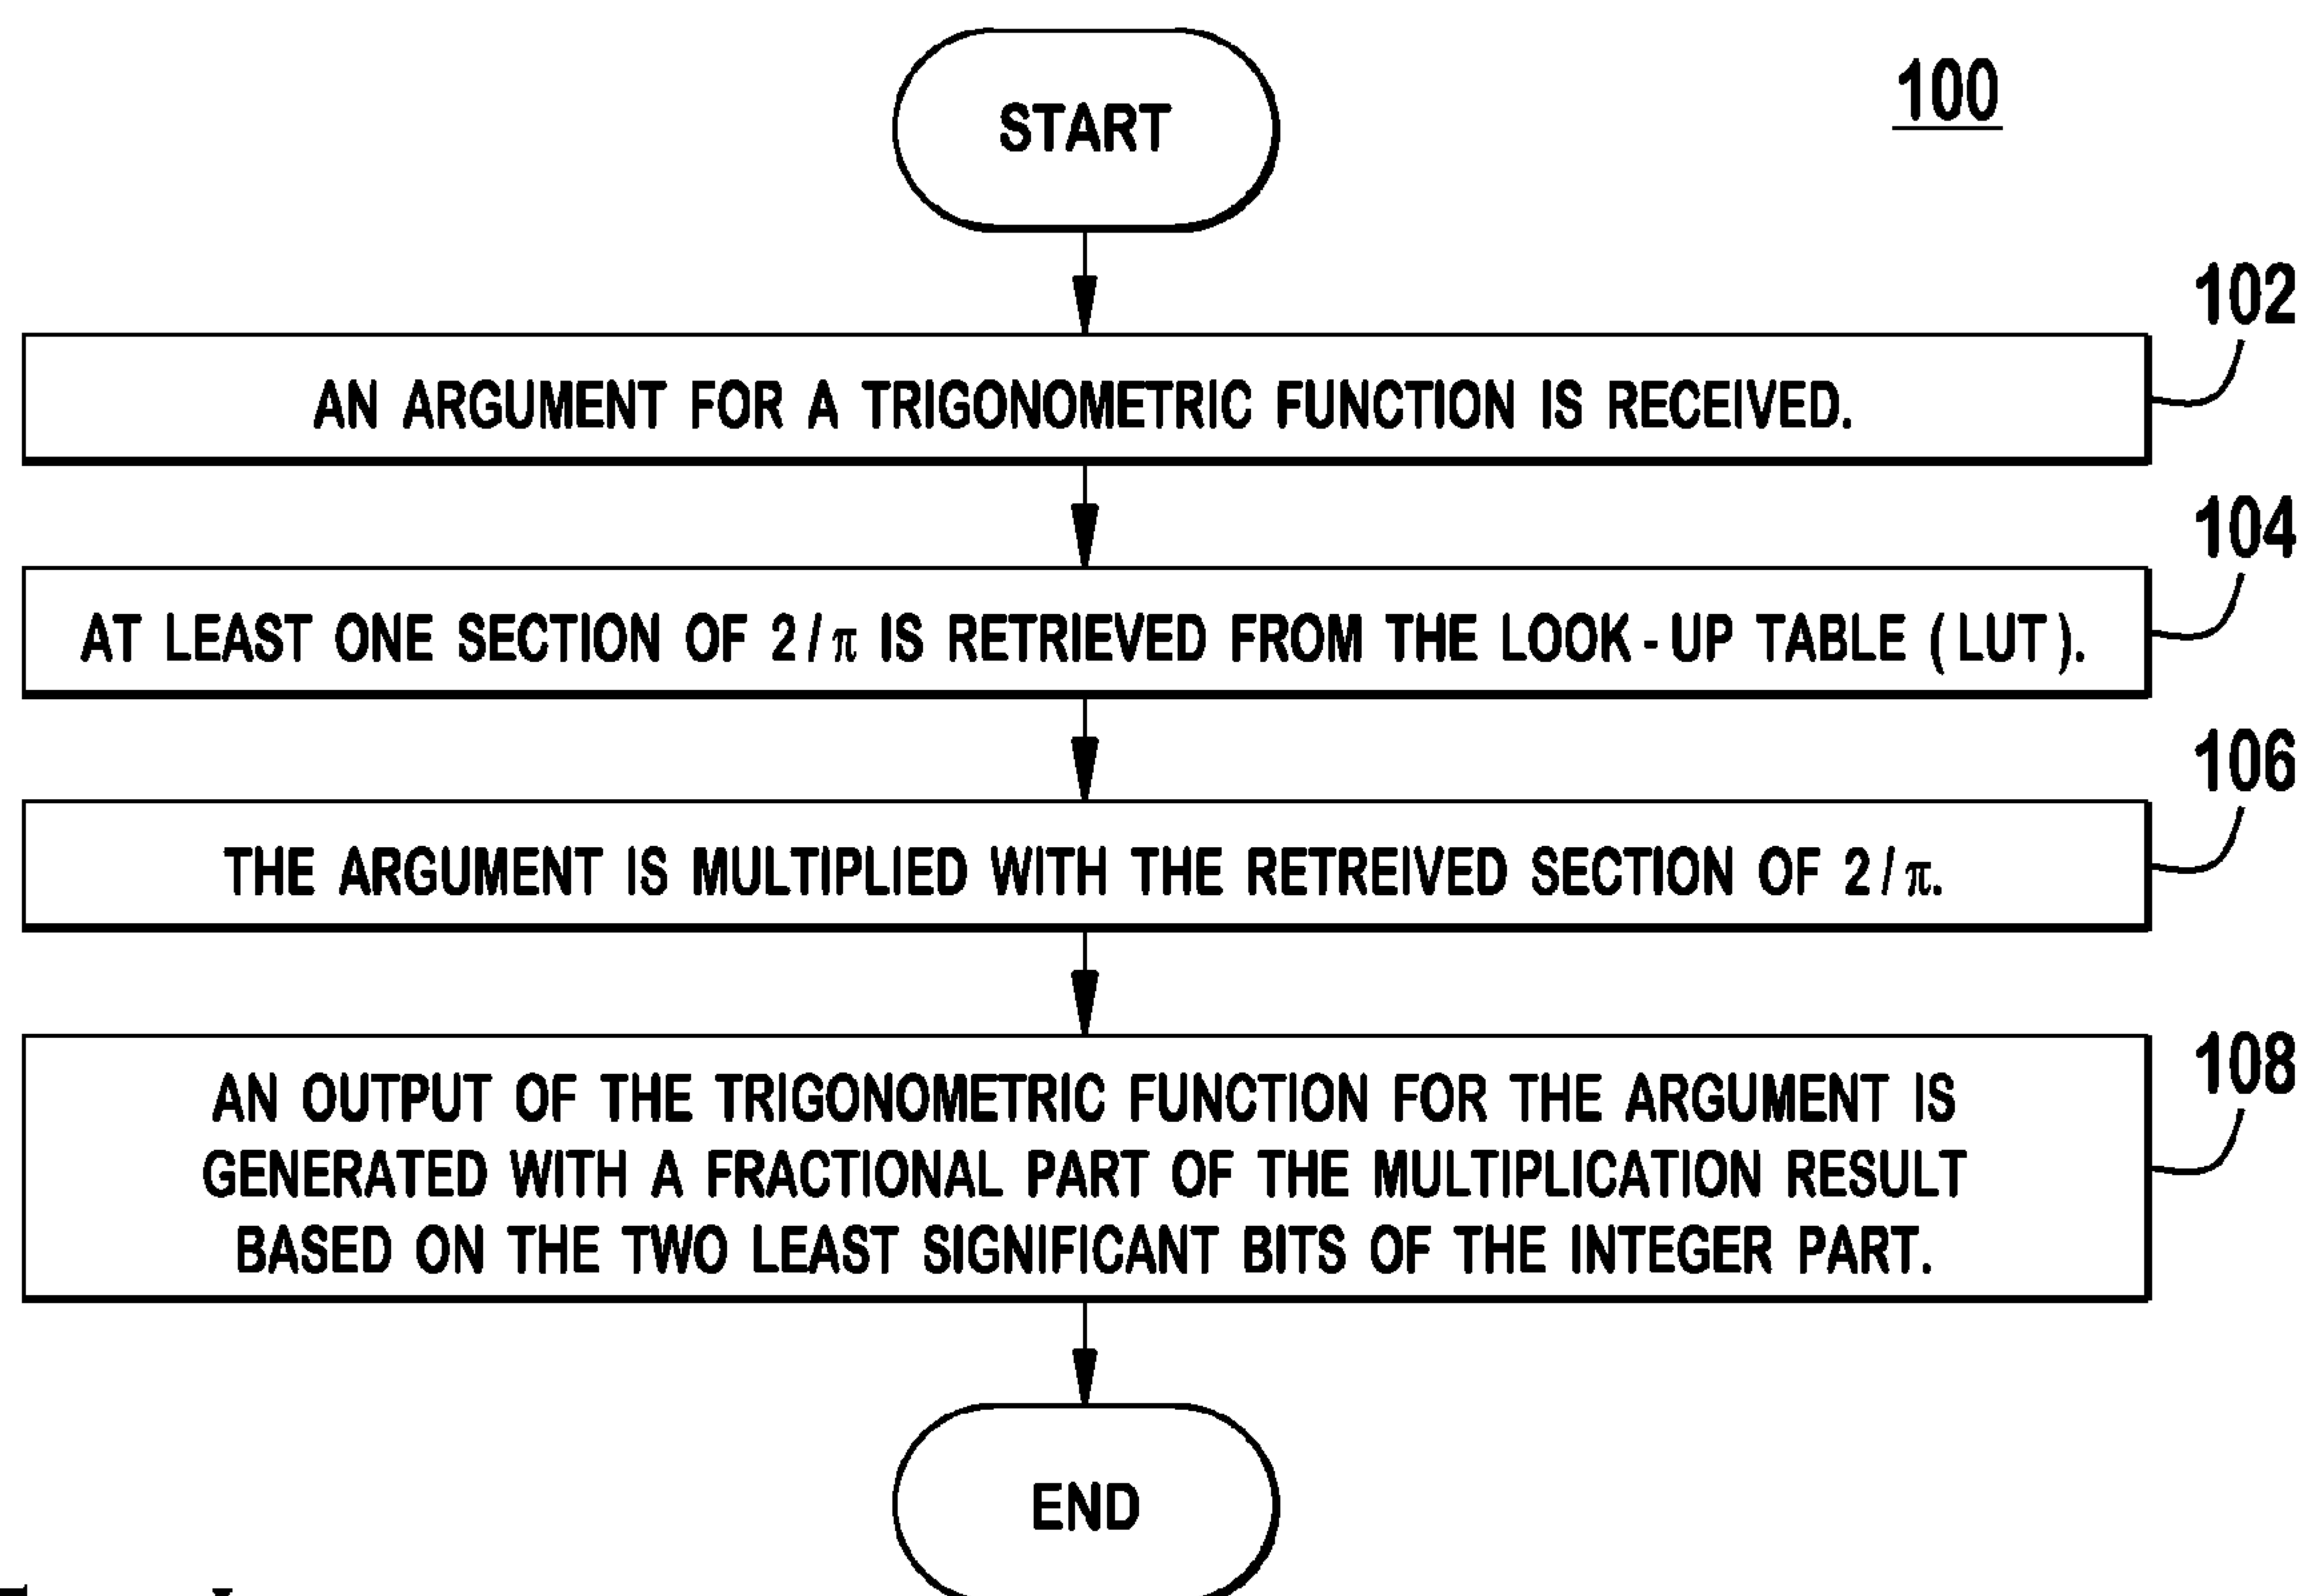 START
100
102
AN ARGUMENT FOR A TRIGONOMETRIC FUNCTION IS RECEIVED.
104
AT LEAST ONE SECTION OF 2/π IS RETRIEVED FROM THE LOOK-UP TABLE (LUT).
106
THE ARGUMENT IS MULTIPLIED WITH THE RETREIVED SECTION OF 2/π.
108
AN OUTPUT OF THE TRIGONOMETRIC FUNCTION FOR THE ARGUMENT IS
GENERATED WITH A FRACTIONAL PART OF THE MULTIPLICATION RESULT
BASED ON THE TWO LEAST SIGNIFICANT BITS OF THE INTEGER PART.
END